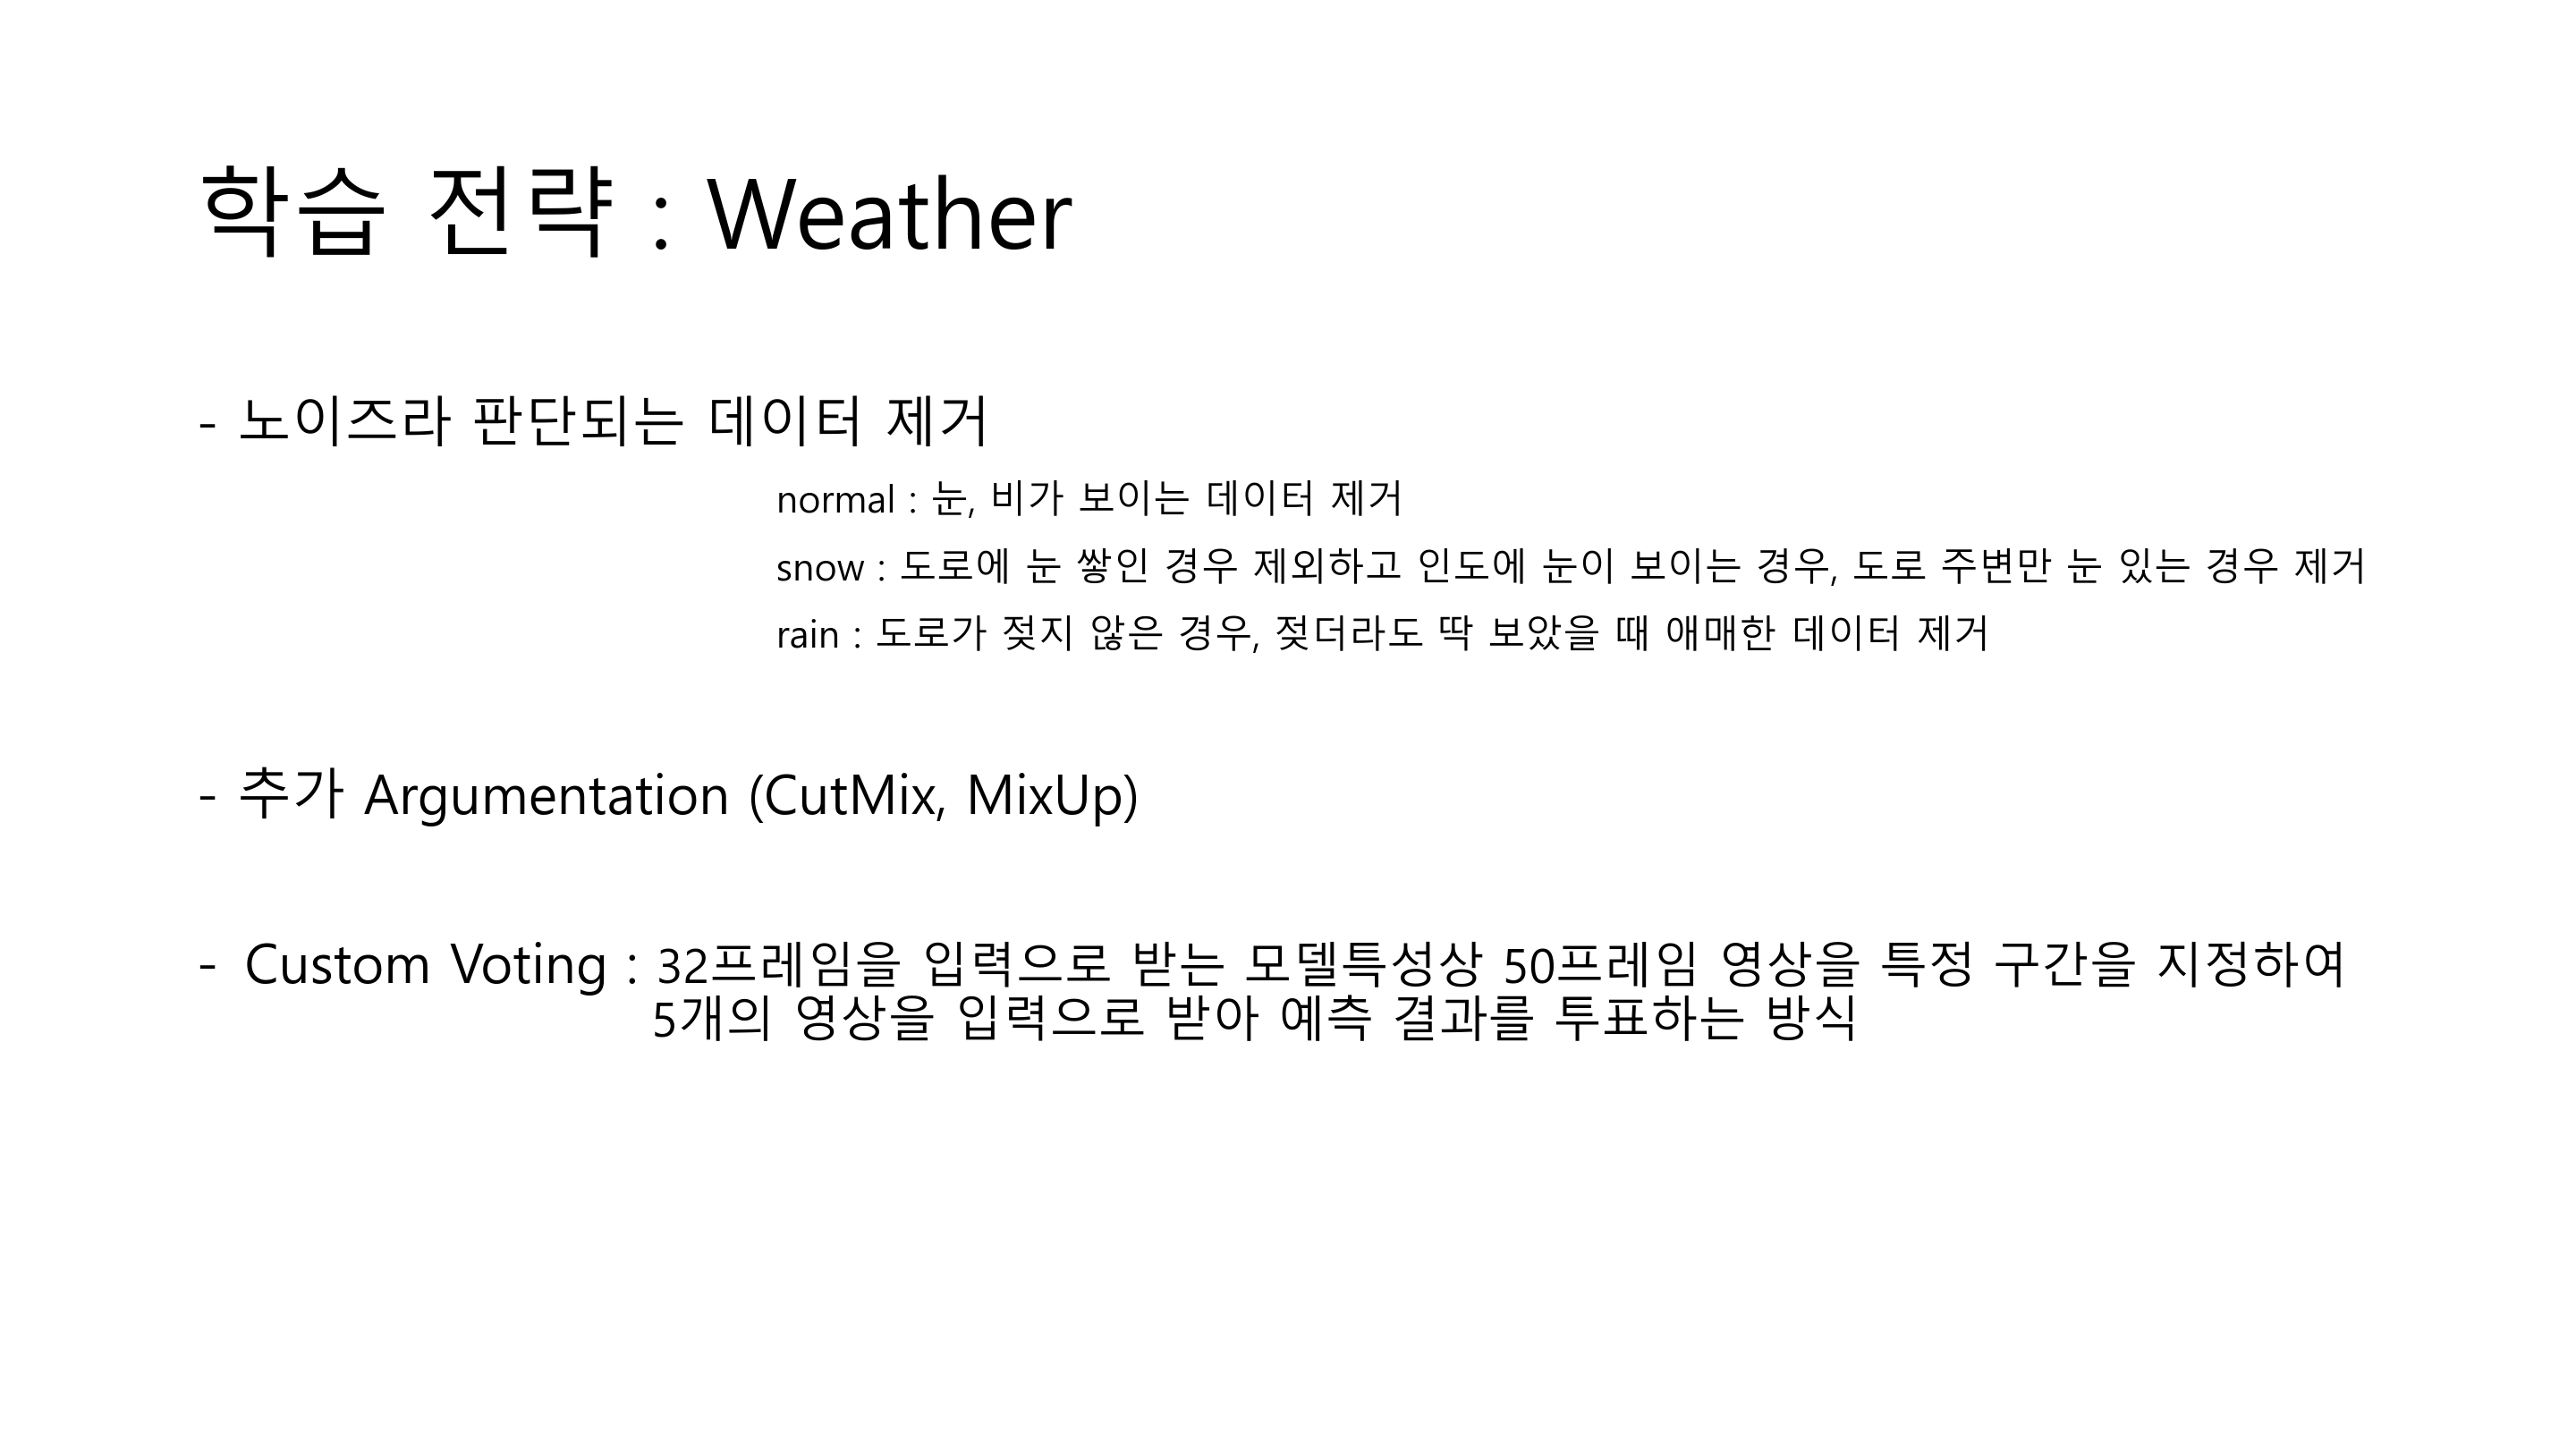 학습 전략 : Weather
- 노이즈라 판단되는 데이터 제거
normal : 눈, 비가 보이는 데이터 제거
snow : 도로에 눈 쌓인 경우 제외하고 인도에 눈이 보이는 경우, 도로 주변만 눈 있는 경우 제거
rain : 도로가 젖지 않은 경우, 젖더라도 딱 보았을 때 애매한 데이터 제거
- 추가 Argumentation (CutMix, MixUp)
- Custom Voting : 32프레임을 입력으로 받는 모델특성상 50프레임 영상을 특정 구간을 지정하여
5개의 영상을 입력으로 받아 예측 결과를 투표하는 방식